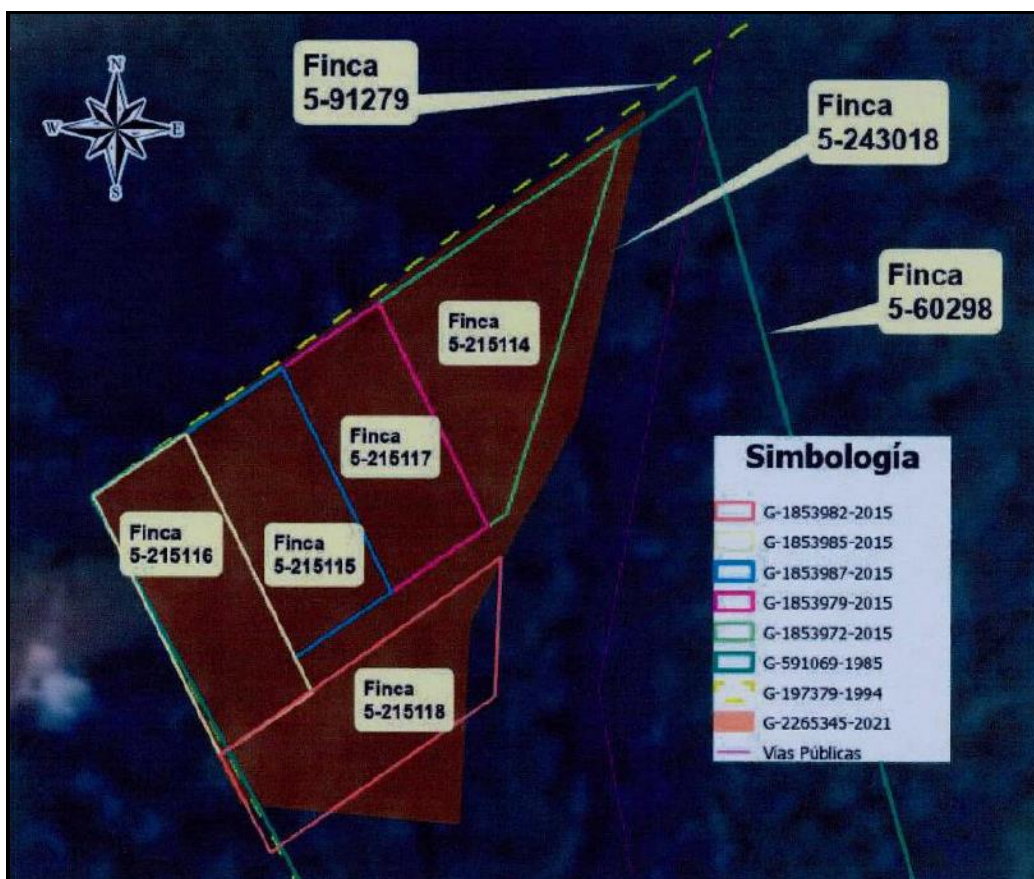 N
W
E
S
Finca
5-91279
Finca
5-243018
Finca
5-60298
Finca
5-215114
Finca
5-215117
Finca
5-215116
Finca
5-215115
Finca
5-215118
Simbología
G-1853982-2015
G-1853985-2015
G-1853987-2015
G-1853979-2015
G-1853972-2015
G-591069-1985
G-197379-1994
G-2265345-2021
Vías Públicas